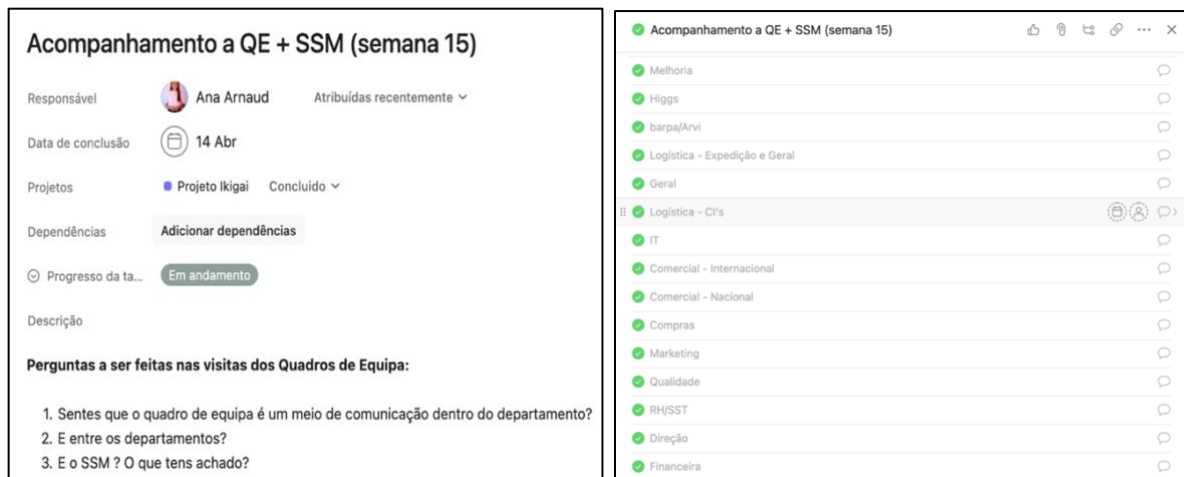 Acompanhamento a QE + SSM (semana 15)
Responsável Ana Arnaud Atribuídas recentemente
Data de conclusão 14 Abr
Projetos Projeto Ikigai Concluido
Dependências Adicionar dependências
Progresso da ta... Em andamento
Descrição
Perguntas a ser feitas nas visitas dos Quadros de Equipa:
1. Sentes que o quadro de equipa é um meio de comunicação dentro do departamento?
2. E entre os departamentos?
3. E o SSM ? O que tens achado?
Acompanhamento a QE + SSM (semana 15)
Melhoria
Higgs
barpa/Arvi
Logística - Expedição e Geral
Geral
Logística - CI's
IT
Comercial - Internacional
Comercial - Nacional
Compras
Marketing
Qualidade
RH/SST
Direção
Financeira